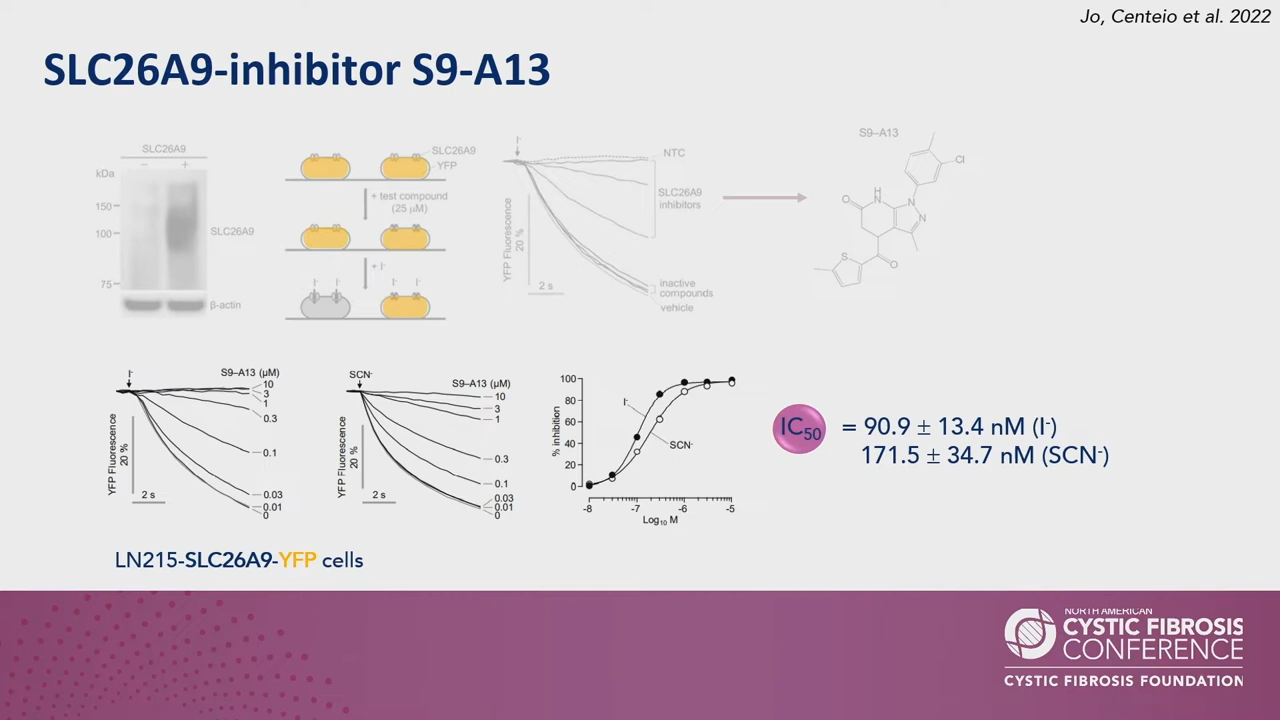 Jo, Centeio et al. 2022
SLC26A9-inhibitor S9-A13
SLC26A9
– +
kDa
150
100
75
SLC26A9
β-actin
SLC26A9
YFP
+ test compound
(25 µM)
+ I-
I- I- I- I-
I-
YFP Fluorescence
20 %
2 s
NTC
SLC26A9
inhibitors
inactive
compounds
vehicle
S9–A13
Cl
H
N
O
N
N
S
O
I-
S9–A13 (µM)
10
3
1
0.3
0.1
0.03
0.01
0
YFP Fluorescence
20 %
2 s
SCN-
S9–A13 (µM)
10
3
1
0.3
0.1
0.03
0.01
0
YFP Fluorescence
20 %
2 s
% inhibition
100
80
60
40
20
0
I-
SCN-
-8 -7 -6 -5
Log10 M
IC50 = 90.9 ± 13.4 nM (I-)
171.5 ± 34.7 nM (SCN-)
LN215-SLC26A9-YFP cells
NORTH AMERICAN
CYSTIC FIBROSIS
CONFERENCE
CYSTIC FIBROSIS FOUNDATION